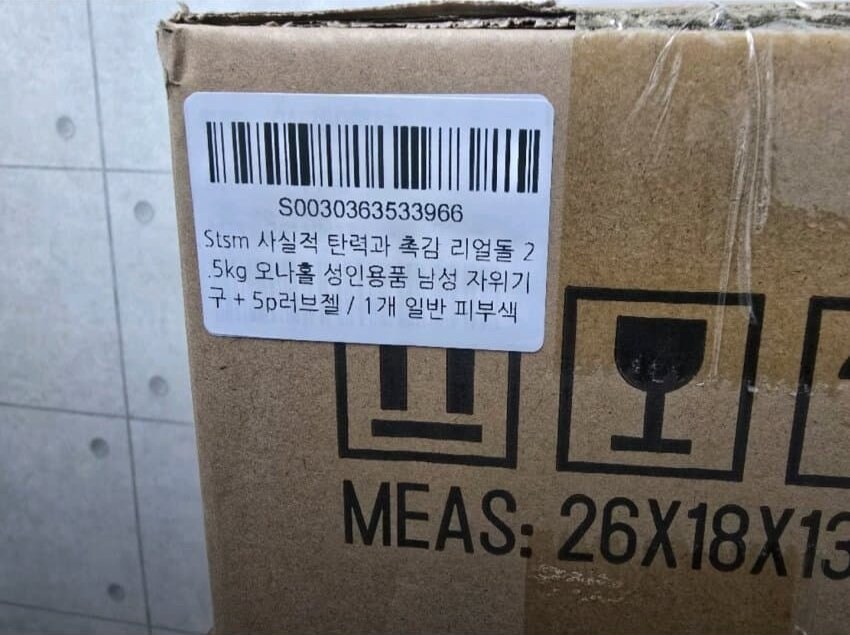 S0030363533966
Stsm 사실적 탄력과 촉감 리얼돌 2
.5kg 오나홀 성인용품 남성 자위기
구 + 5p러브젤 / 1개 일반 피부색
MEAS: 26X18X13